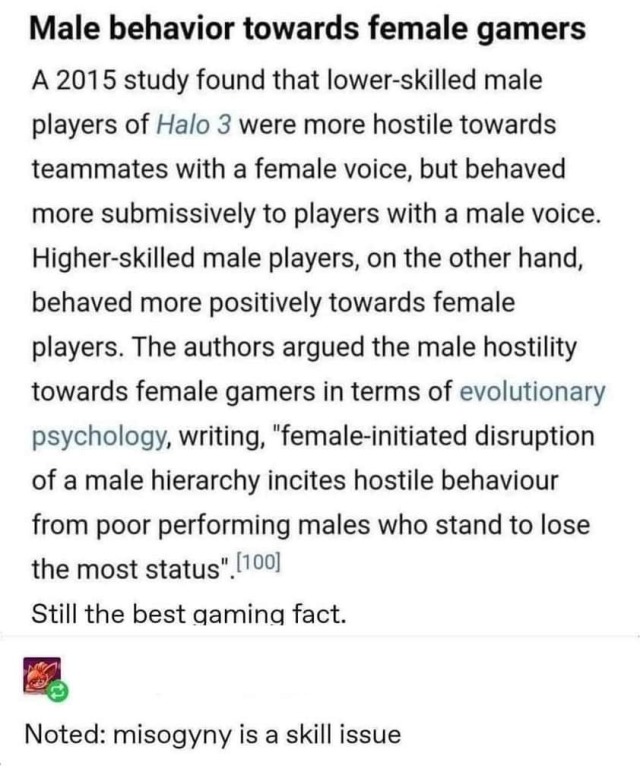 Male behavior towards female gamers
A 2015 study found that lower-skilled male
players of Halo 3 were more hostile towards
teammates with a female voice, but behaved
more submissively to players with a male voice.
Higher-skilled male players, on the other hand,
behaved more positively towards female
players. The authors argued the male hostility
towards female gamers in terms of evolutionary
psychology, writing, "female-initiated disruption
of a male hierarchy incites hostile behaviour
from poor performing males who stand to lose
the most status".[100]
Still the best gaming fact.
Noted: misogyny is a skill issue